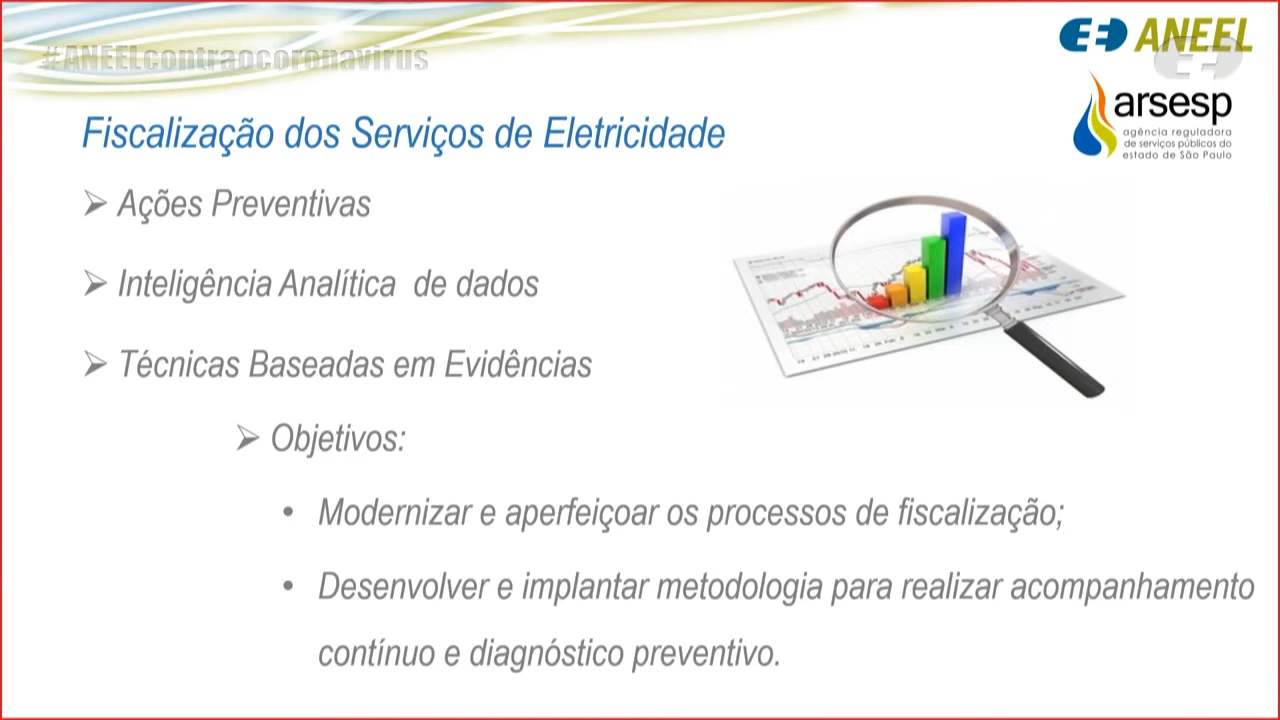 #ANEELcontraocoronavirus
ANEEL
arsesp
agência reguladora
de serviços públicos do
estado de São Paulo
Fiscalização dos Serviços de Eletricidade
Ações Preventivas
Inteligência Analítica de dados
Técnicas Baseadas em Evidências
Objetivos:
• Modernizar e aperfeiçoar os processos de fiscalização;
• Desenvolver e implantar metodologia para realizar acompanhamento
contínuo e diagnóstico preventivo.